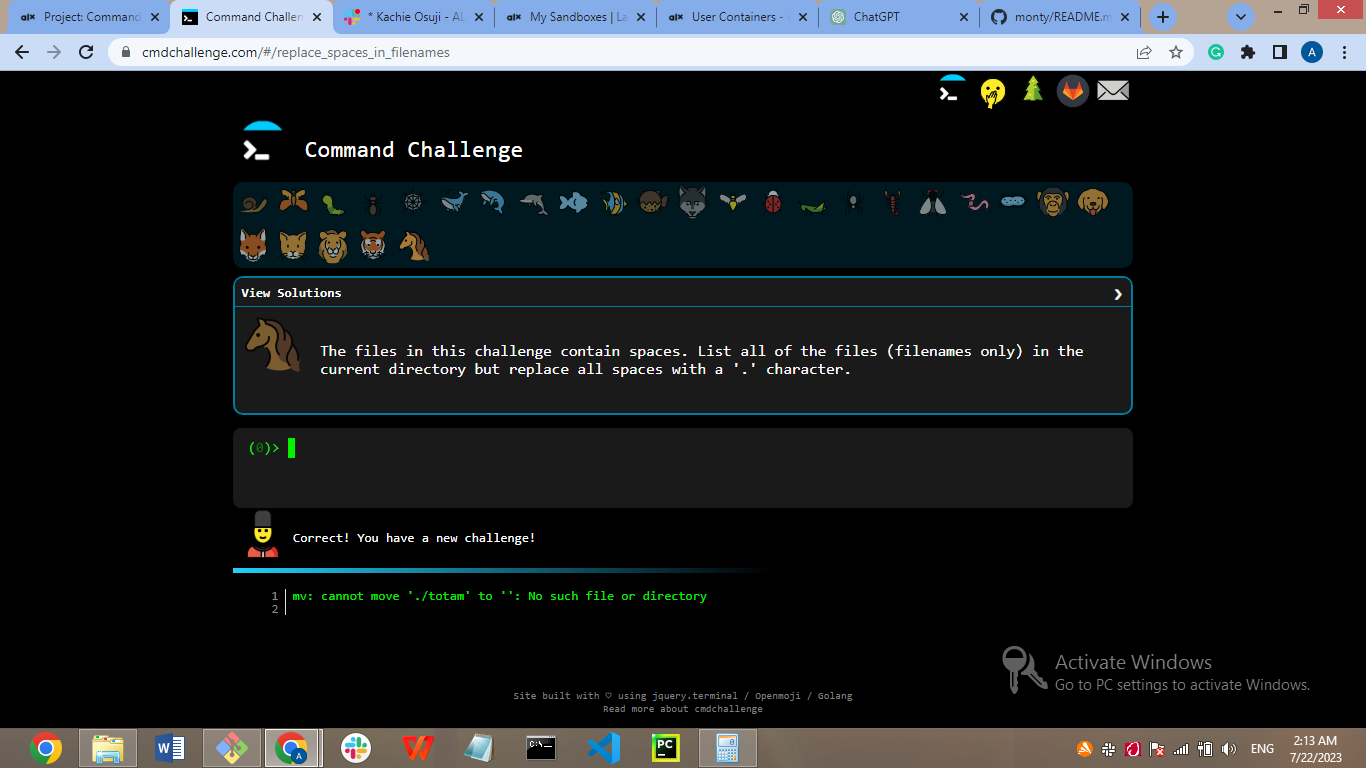 Project: Command
Command Challen
* Kachie Osuji - AL
My Sandboxes | La
User Containers -
ChatGPT
monty/README.m
cmdchallenge.com/#/replace_spaces_in_filenames
A
Command Challenge
View Solutions
The files in this challenge contain spaces. List all of the files (filenames only) in the
current directory but replace all spaces with a '.' character.
(0)>
Correct! You have a new challenge!
1 mv: cannot move './totam' to '': No such file or directory
2
Activate Windows
Go to PC settings to activate Windows.
Site built with ♡ using jquery.terminal / Openmoji / Golang
Read more about cmdchallenge
ENG
2:13 AM
7/22/2023